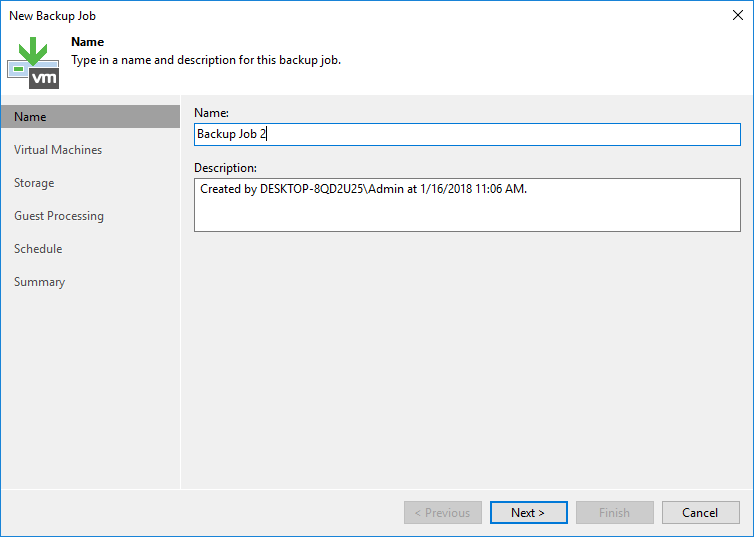 New Backup Job
Name
Type in a name and description for this backup job.
vm
Name
Virtual Machines
Storage
Guest Processing
Schedule
Summary
Name:
Backup Job 2
Description:
Created by DESKTOP-8QD2U25\Admin at 1/16/2018 11:06 AM.
< Previous
Next >
Finish
Cancel